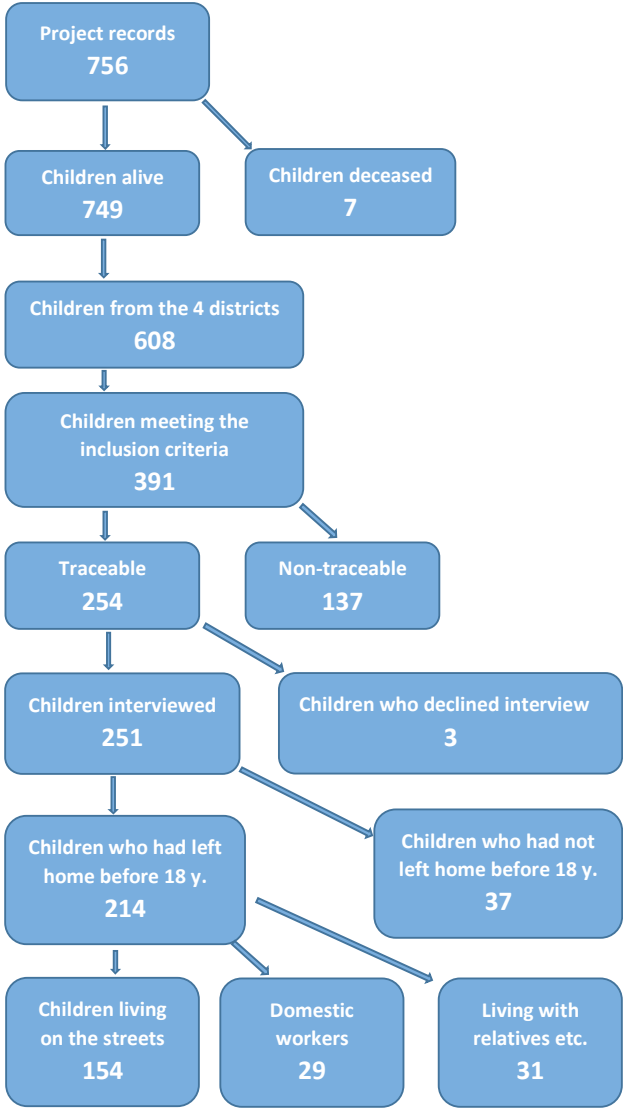 Project records
756
Children alive
749
Children deceased
7
Children from the 4 districts
608
Children meeting the
inclusion criteria
391
Traceable
254
Non-traceable
137
Children interviewed
251
Children who declined interview
3
Children who had left
home before 18 y.
214
Children who had not
left home before 18 y.
37
Children living
on the streets
154
Domestic
workers
29
Living with
relatives etc.
31